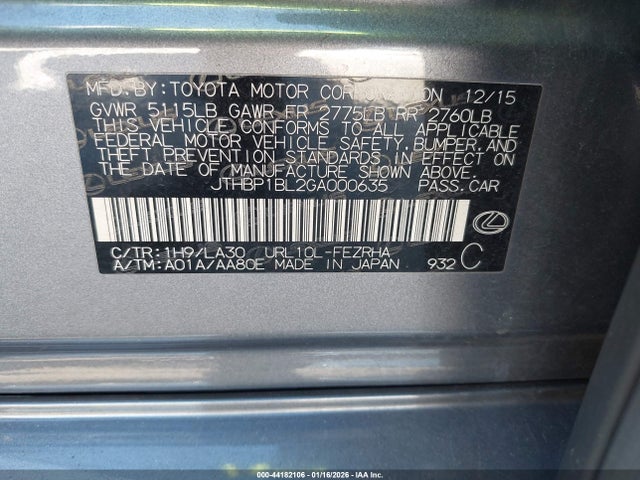 MFD. BY: TOYOTA MOTOR CORPORATION 12/15
GVWR 5115LB GAWR FR 2775LB RR 2760LB
THIS VEHICLE CONFORMS TO ALL APPLICABLE
FEDERAL MOTOR VEHICLE SAFETY, BUMPER, AND
THEFT PREVENTION STANDARDS IN EFFECT ON
THE DATE OF MANUFACTURE SHOWN ABOVE.
JTHBP1BL2GA000635 PASS.CAR
C/TR: 1H9/LA30 URL10L-FEZRHA
A/TM: A01A/AA80E MADE IN JAPAN 932 C
000-44182106 | 01/16/2026 - IAA Inc.